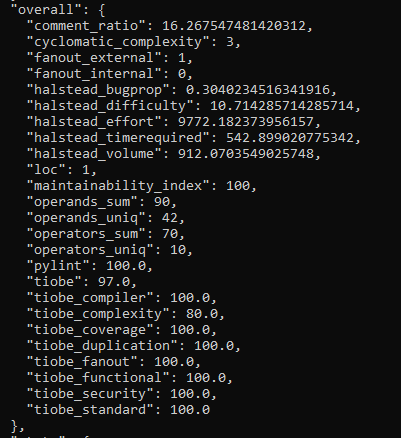 "overall": {
"comment_ratio": 16.267547481420312,
"cyclomatic_complexity": 3,
"fanout_external": 1,
"fanout_internal": 0,
"halstead_bugprop": 0.3040234516341916,
"halstead_difficulty": 10.714285714285714,
"halstead_effort": 9772.182373956157,
"halstead_timerequired": 542.899020775342,
"halstead_volume": 912.0703549025748,
"loc": 1,
"maintainability_index": 100,
"operands_sum": 90,
"operands_uniq": 42,
"operators_sum": 70,
"operators_uniq": 10,
"pylint": 100.0,
"tiobe": 97.0,
"tiobe_compiler": 100.0,
"tiobe_complexity": 80.0,
"tiobe_coverage": 100.0,
"tiobe_duplication": 100.0,
"tiobe_fanout": 100.0,
"tiobe_functional": 100.0,
"tiobe_security": 100.0,
"tiobe_standard": 100.0
},